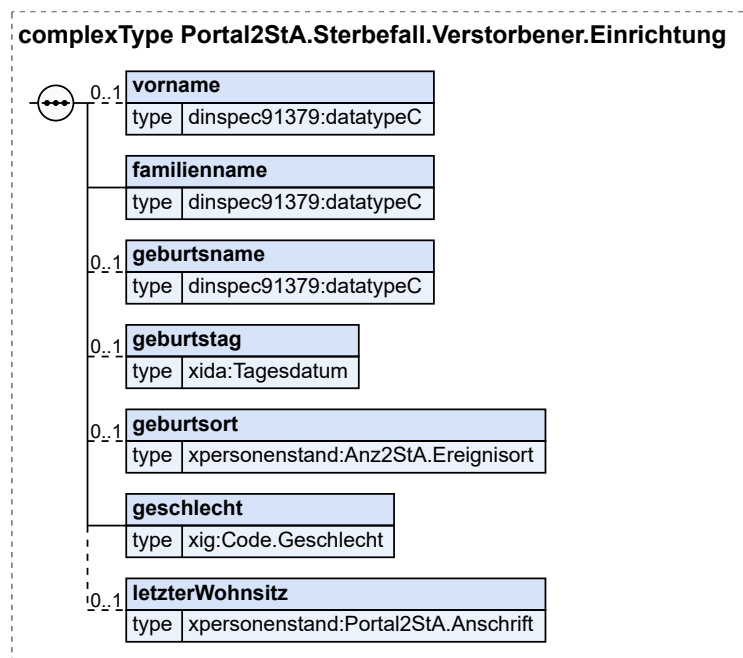 complexType Portal2StA.Sterbefall.Verstorbener.Einrichtung
0..1 vorname
type dinspec91379:datatypeC
familienname
type dinspec91379:datatypeC
0..1 geburtsname
type dinspec91379:datatypeC
0..1 geburtstag
type xida:Tagesdatum
0..1 geburtsort
type xpersonenstand:Anz2StA.Ereignisort
geschlecht
type xig:Code.Geschlecht
0..1 letzterWohnsitz
type xpersonenstand:Portal2StA.Anschrift